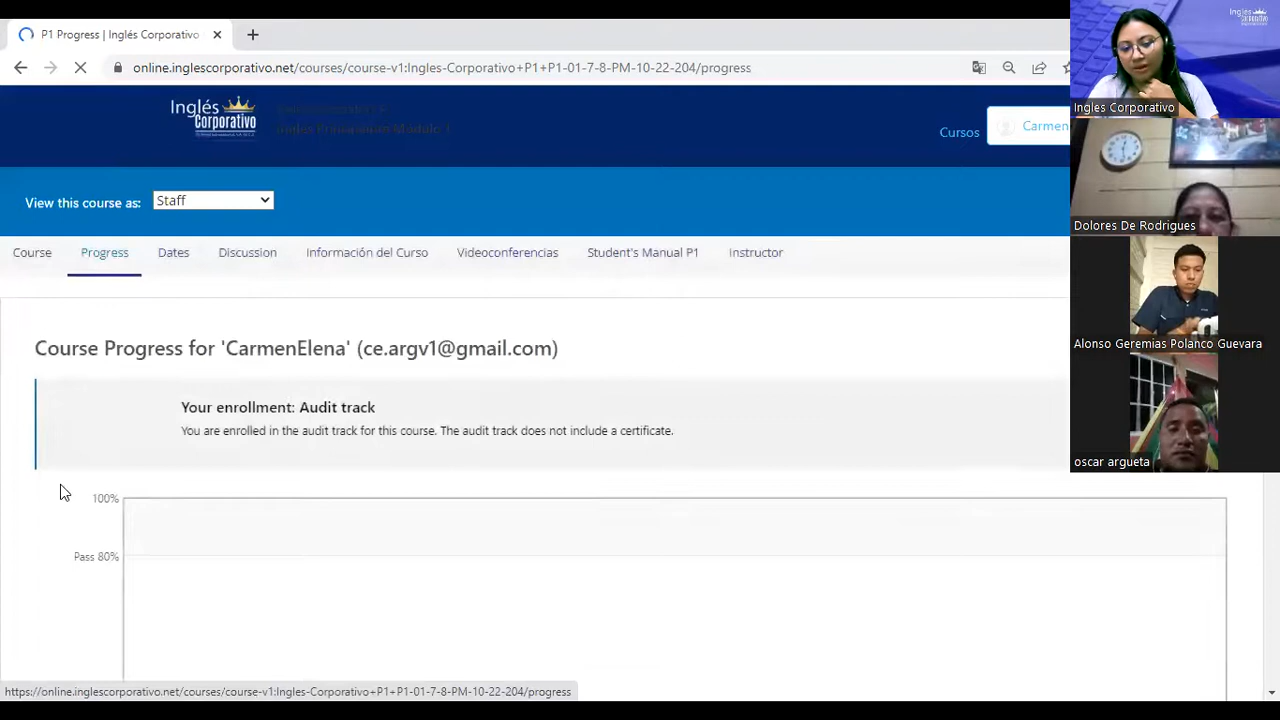 P1 Progress | Inglés Corporativo
online.inglescorporativo.net/courses/course-v1:Ingles-Corporativo+P1+P1-01-7-8-PM-10-22-204/progress
Inglés
Corporativo
Cursos
Carmen
View this course as:
Staff
Course
Progress
Dates
Discussion
Información del Curso
Videoconferencias
Student's Manual P1
Instructor
Course Progress for 'CarmenElena' (ce.argv1@gmail.com)
Your enrollment: Audit track
You are enrolled in the audit track for this course. The audit track does not include a certificate.
100%
Pass 80%
https://online.inglescorporativo.net/courses/course-v1:Ingles-Corporativo+P1+P1-01-7-8-PM-10-22-204/progress
Inglés
Corporativo
Ingles Corporativo
Dolores De Rodrigues
Alonso Geremias Polanco Guevara
oscar argueta